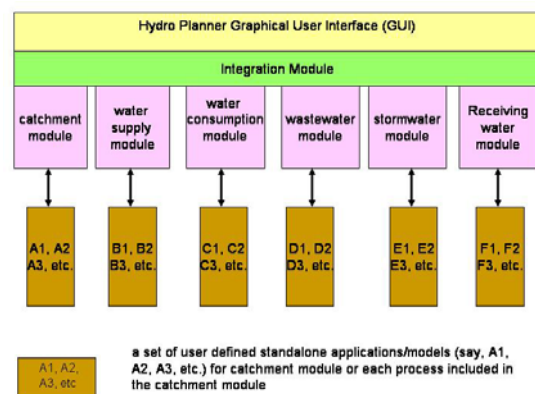 Hydro Planner Graphical User Interface (GUI)
Integration Module
catchment
module
water
supply
module
water
consumption
module
wastewater
module
stormwater
module
Receiving
water
module
A1, A2
A3, etc.
B1, B2
B3, etc.
C1, C2
C3, etc.
D1, D2
D3, etc.
E1, E2
E3, etc.
F1, F2
F3, etc.
A1, A2,
A3, etc
a set of user defined standalone applications/models (say, A1,
A2, A3, etc.) for catchment module or each process included in
the catchment module